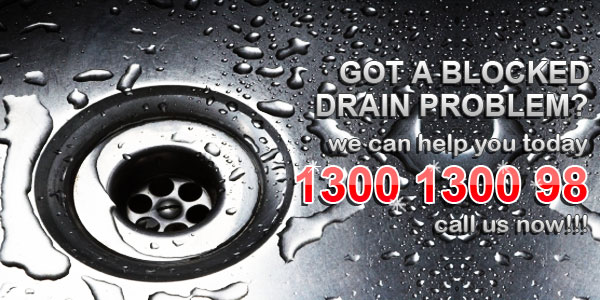 GOT A BLOCKED
DRAIN PROBLEM?
we can help you today
1300 1300 98
call us now!!!